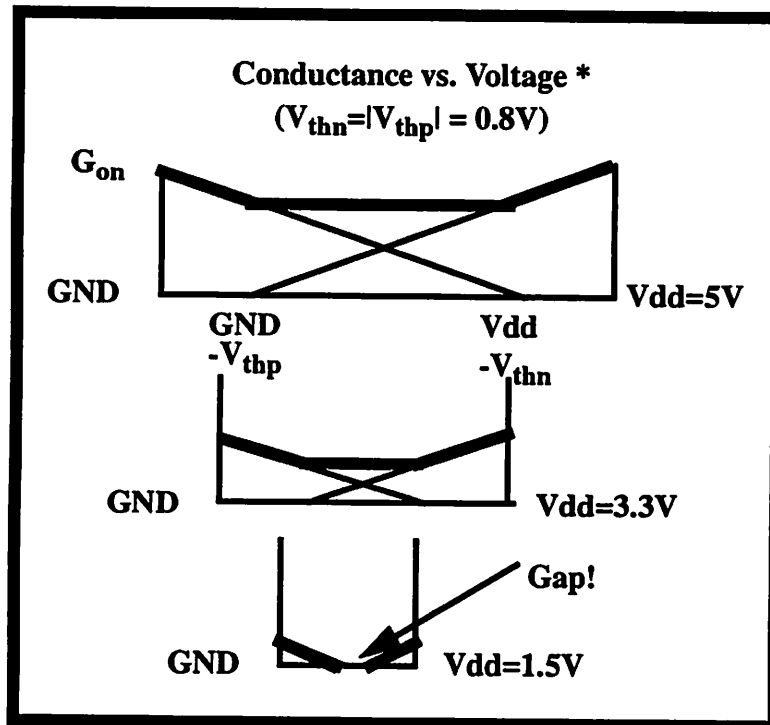 Conductance vs. Voltage *
(Vthn=|Vthp| = 0.8V)
Gon
GND
Vdd=5V
GND
-Vthp
Vdd
-Vthn
GND
Vdd=3.3V
Gap!
GND
Vdd=1.5V